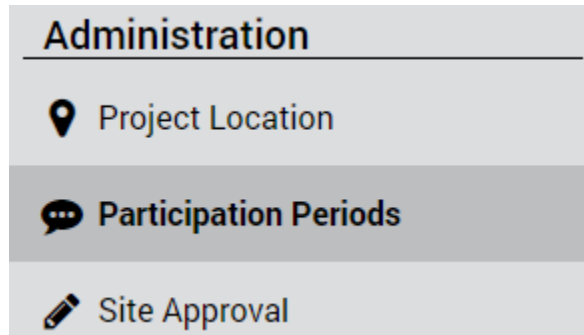 Administration
Project Location
Participation Periods
Site Approval